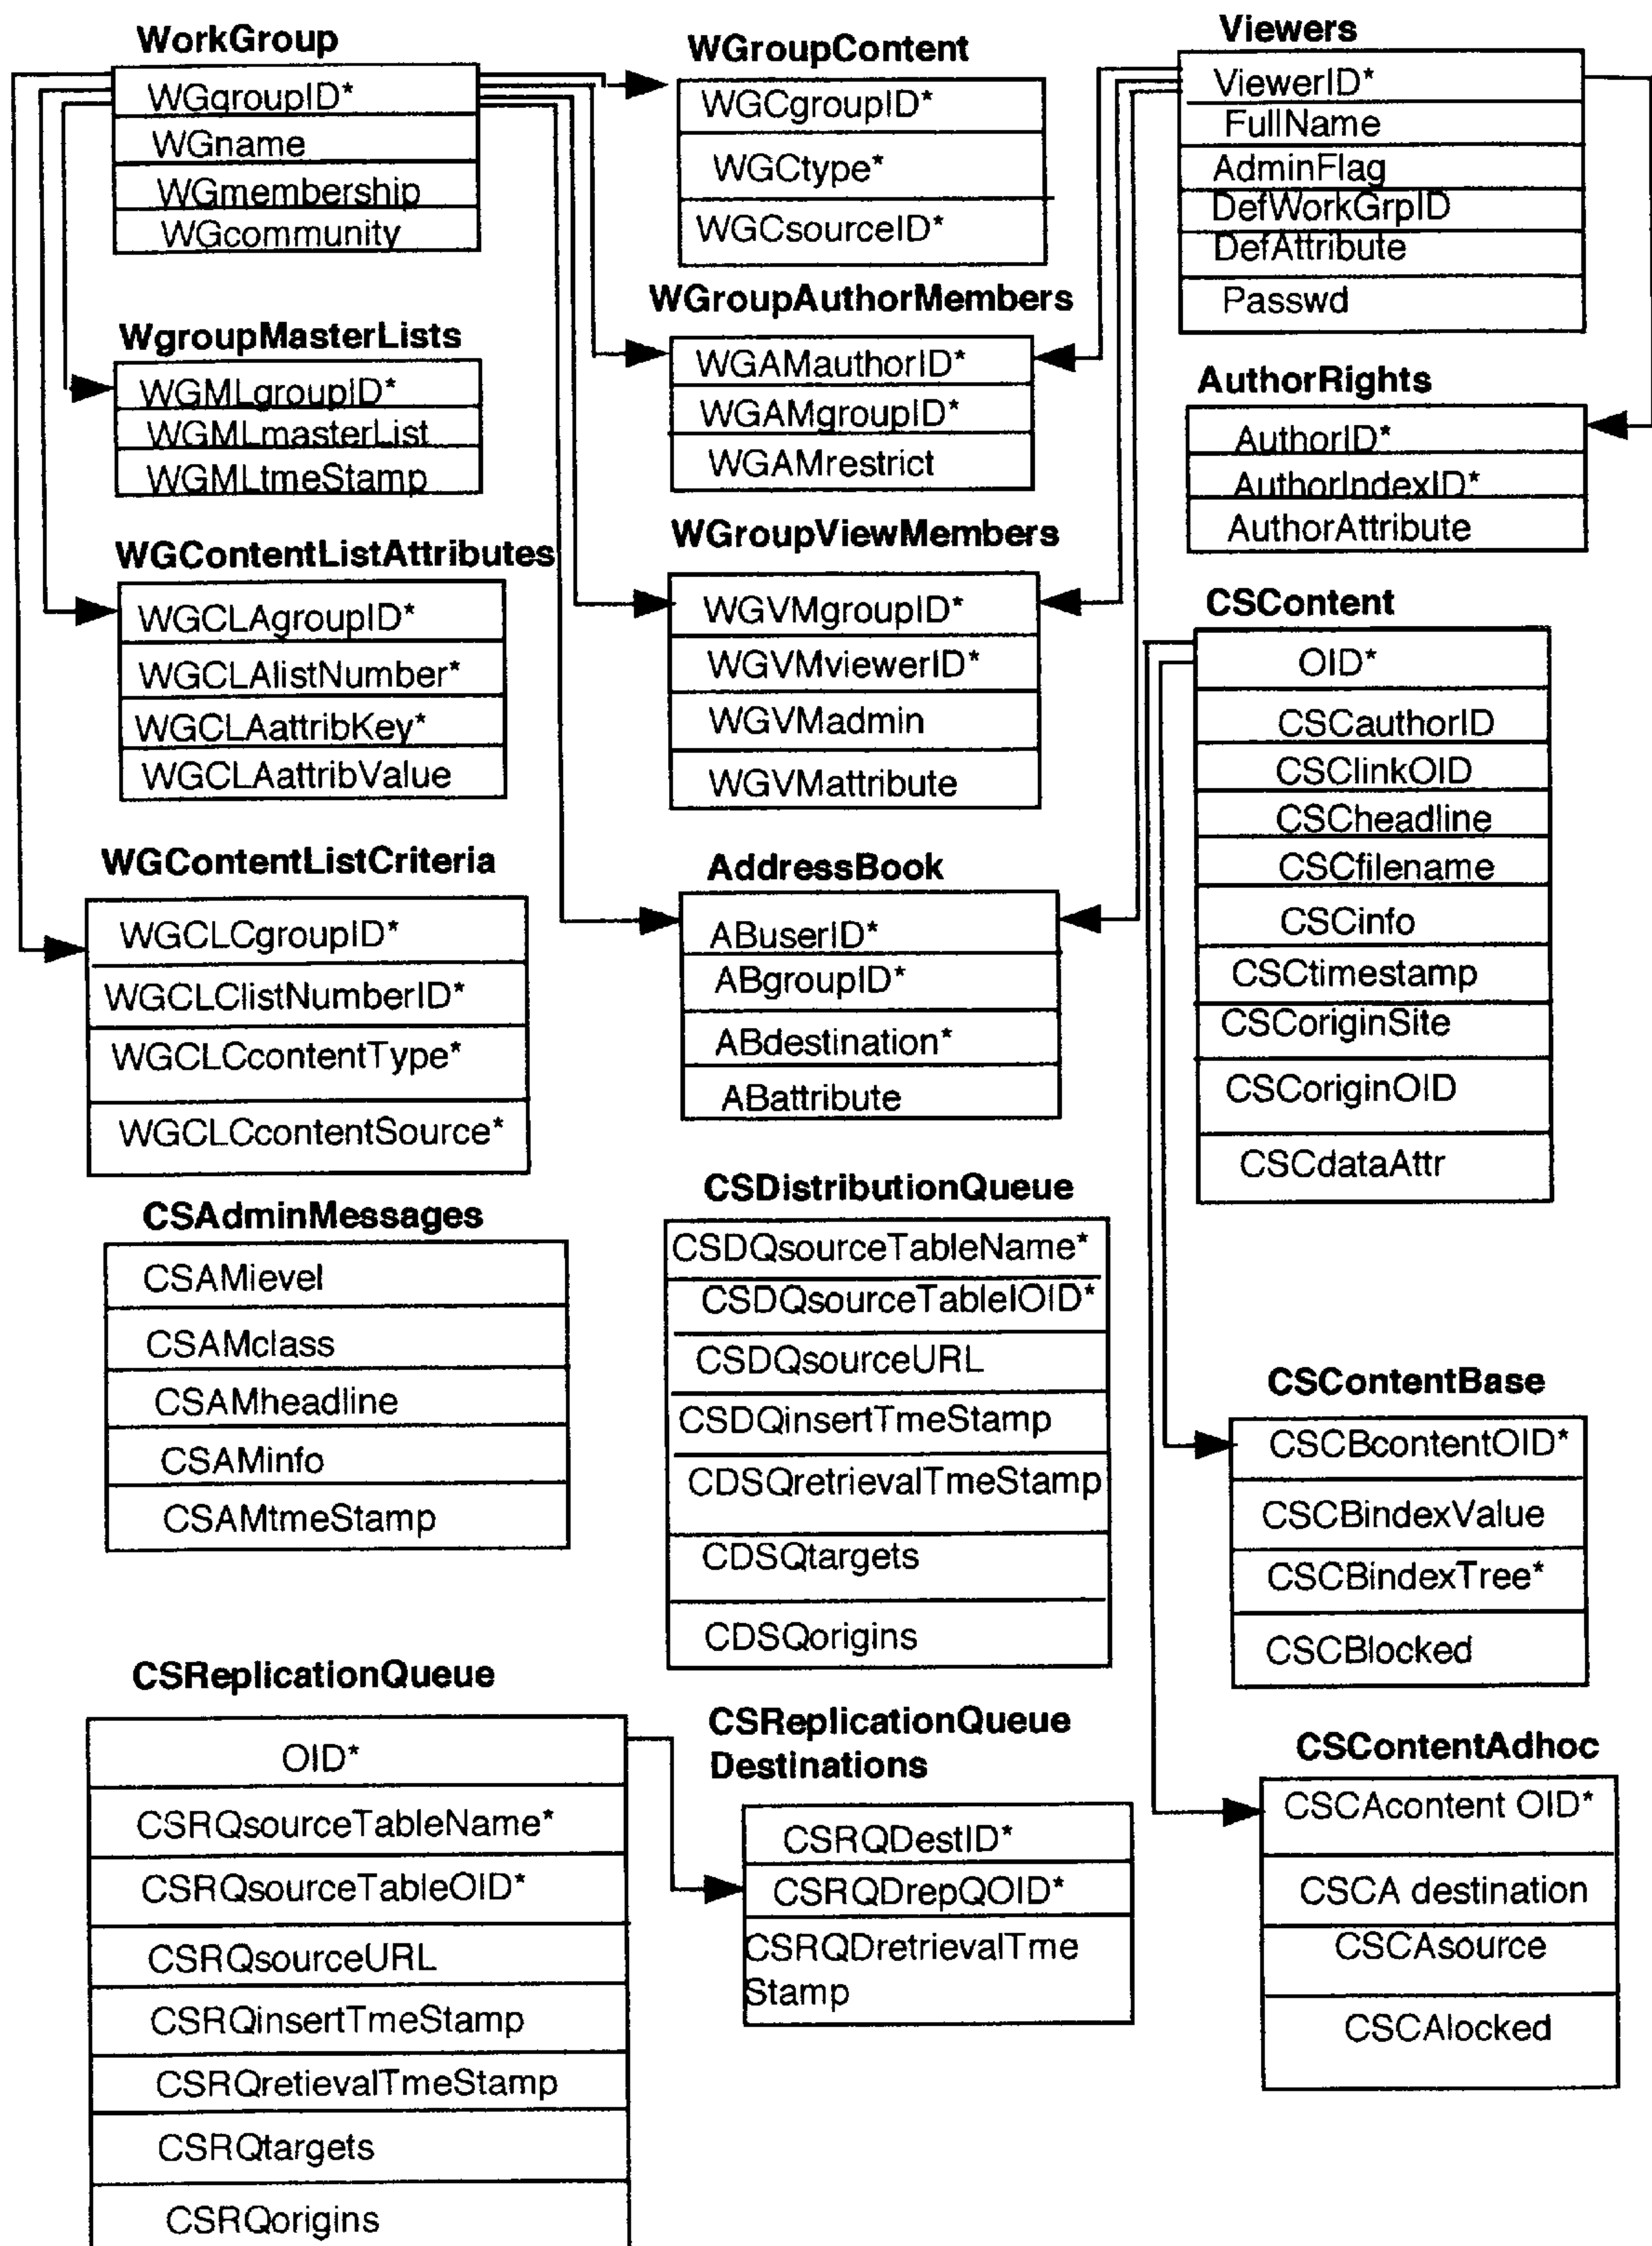 WorkGroup
WGgroupID*
WGname
WGmembership
WGcommunity
WgroupMasterLists
WGMLgroupID*
WGMLmasterList
WGMLtmeStamp
WGContentListAttributes
WGCLAgroupID*
WGCLAlistNumber*
WGCLAattribKey*
WGCLAattribValue
WGContentListCriteria
WGCLCgroupID*
WGCLClistNumberID*
WGCLCcontentType*
WGCLCcontentSource*
CSAdminMessages
CSAMievel
CSAMclass
CSAMheadline
CSAMinfo
CSAMtmeStamp
CSReplicationQueue
OID*
CSRQsourceTableName*
CSRQsourceTableOID*
CSRQsourceURL
CSRQinsertTmeStamp
CSRQretievalTmeStamp
CSRQtargets
CSRQorigins
WGroupContent
WGCgroupID*
WGCtype*
WGCsourceID*
WGroupAuthorMembers
WGAMauthorID*
WGAMgroupID*
WGAMrestrict
WGroupViewMembers
WGVMgroupID*
WGVMviewerID*
WGVMadmin
WGVMattribute
AddressBook
ABuserID*
ABgroupID*
ABdestination*
ABattribute
CSDistributionQueue
CSDQsourceTableName*
CSDQsourceTableIOID*
CSDQsourceURL
CSDQinsertTmeStamp
CDSQretrievalTmeStamp
CDSQtargets
CDSQorigins
CSReplicationQueue
Destinations
CSRQDestID*
CSRQDrepQOID*
CSRQDretrievalTme
Stamp
Viewers
ViewerID*
FullName
AdminFlag
DefWorkGrpID
DefAttribute
Passwd
AuthorRights
AuthorID*
AuthorIndexID*
AuthorAttribute
CSContent
OID*
CSCauthorID
CSClinkOID
CSCheadline
CSCfilename
CSCinfo
CSCtimestamp
CSCoriginSite
CSCoriginOID
CSCdataAttr
CSContentBase
CSCBcontentOID*
CSCBindexValue
CSCBindexTree*
CSCBlocked
CSContentAdhoc
CSCAcontent OID*
CSCA destination
CSCAsource
CSCAlocked